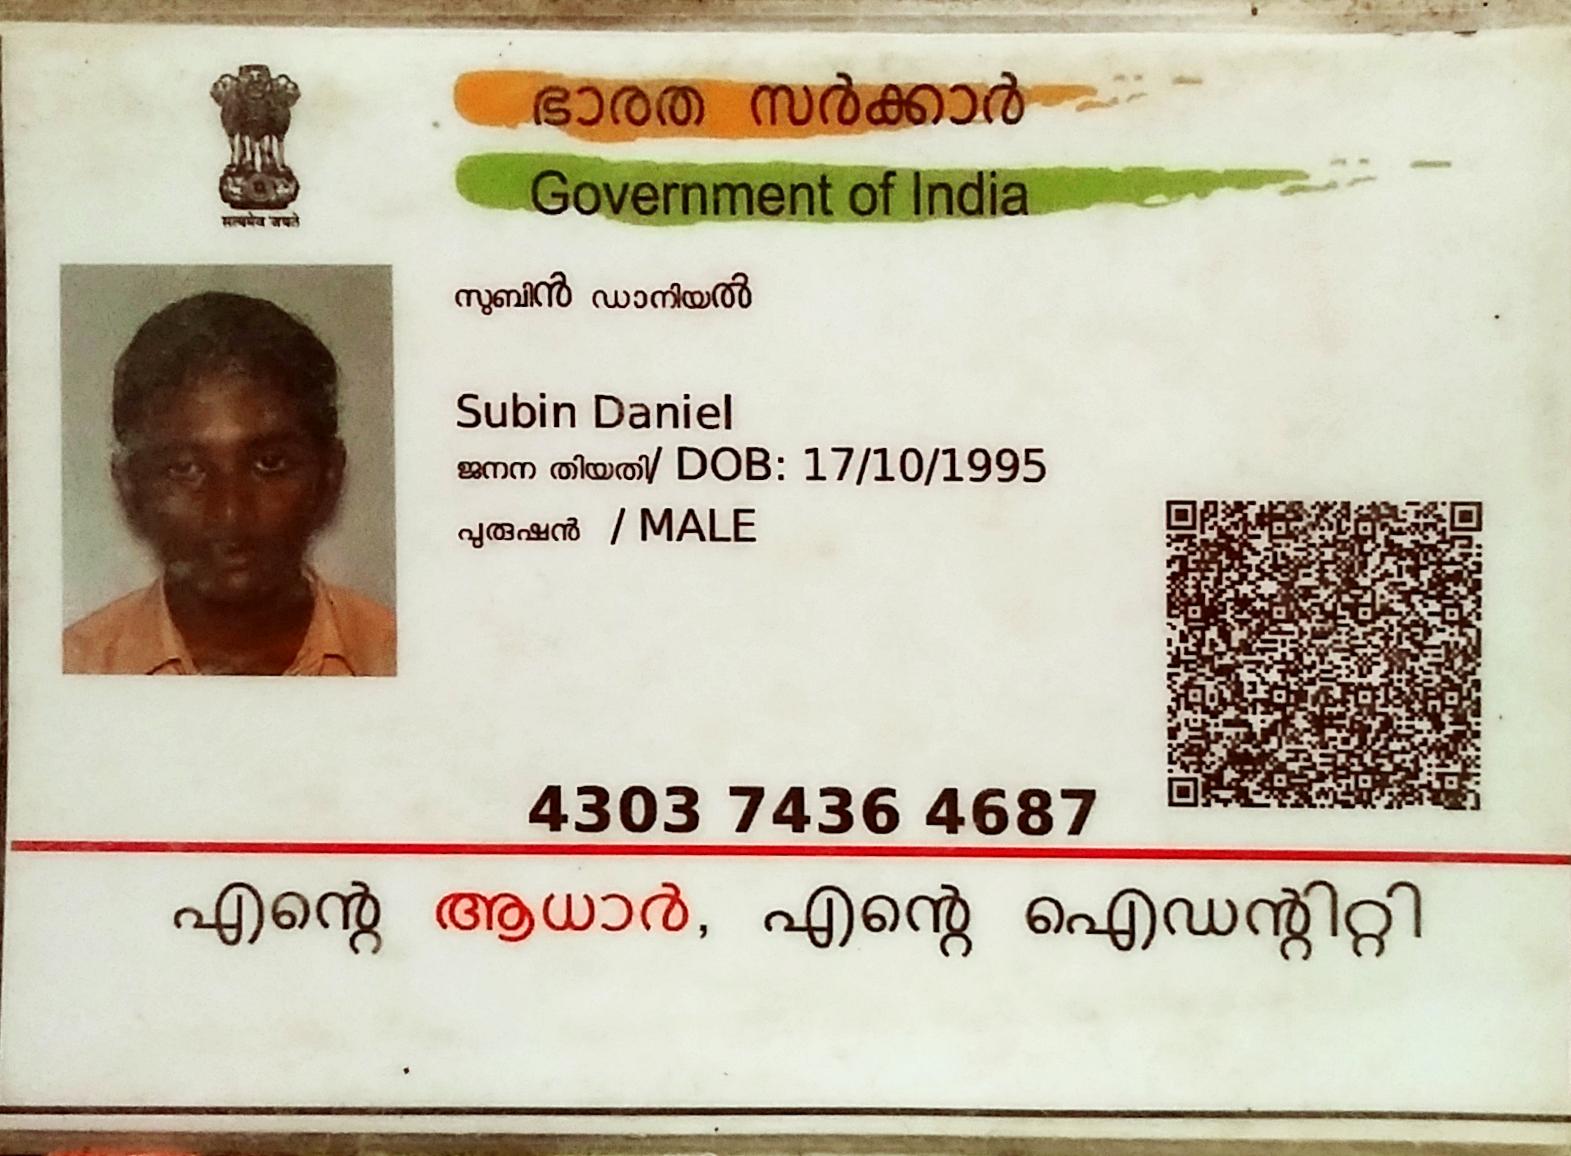 ഭാരത സർക്കാർ
Government of India
सत्यमेव जयते
സുബിൻ ഡാനിയൽ
Subin Daniel
ജനന തിയതി/ DOB: 17/10/1995
പുരുഷൻ / MALE
4303 7436 4687
എന്റെ ആധാർ, എന്റെ ഐഡന്റിറ്റി